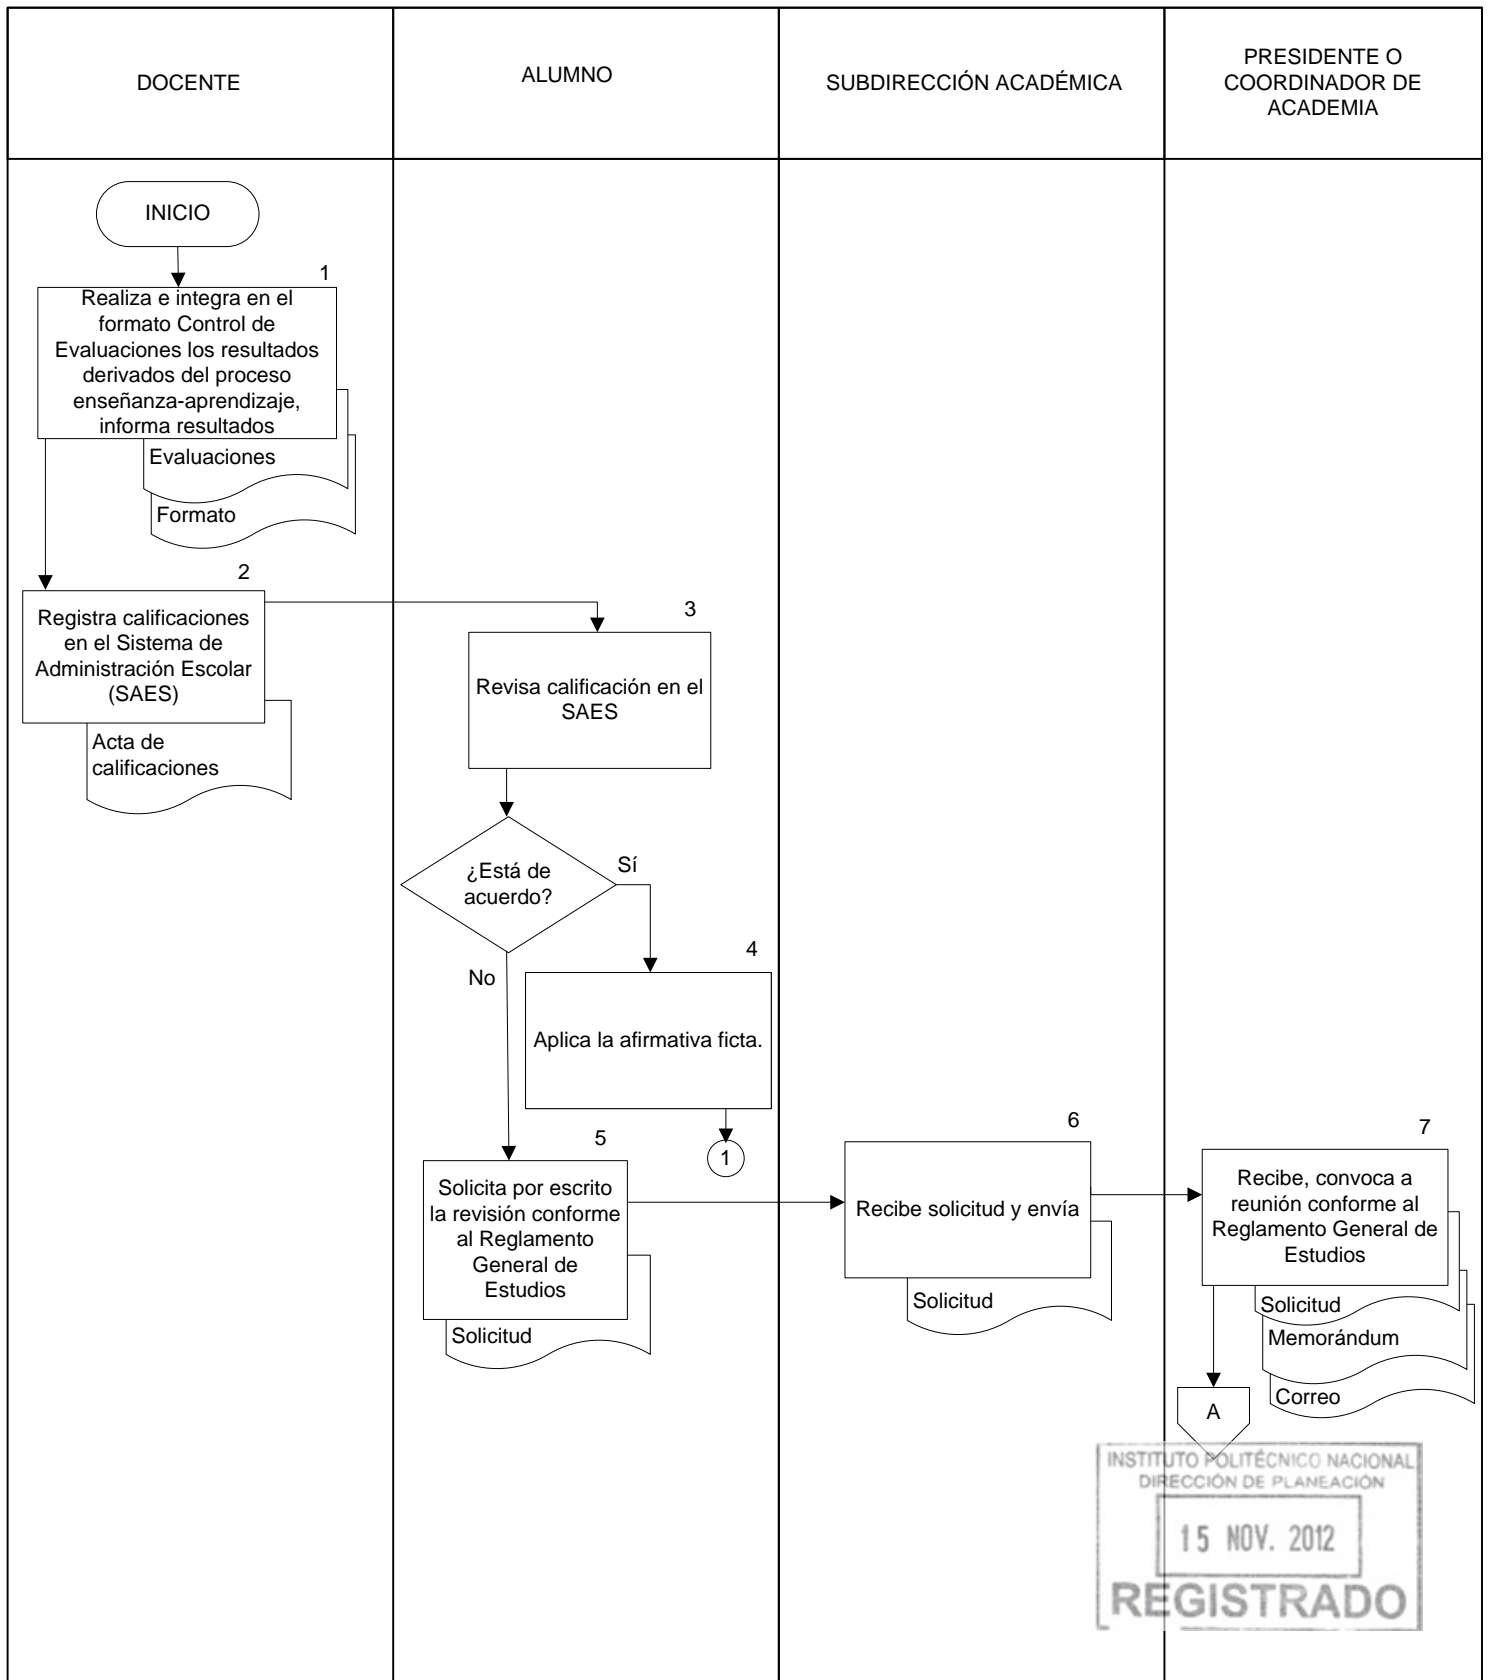 DOCENTE
ALUMNO
SUBDIRECCIÓN ACADÉMICA
PRESIDENTE O
COORDINADOR DE
ACADEMIA
INICIO
1
Realiza e integra en el
formato Control de
Evaluaciones los resultados
derivados del proceso
enseñanza-aprendizaje,
informa resultados
Evaluaciones
Formato
2
Registra calificaciones
en el Sistema de
Administración Escolar
(SAES)
Acta de
calificaciones
3
Revisa calificación en el
SAES
¿Está de
acuerdo?
Sí
No
4
Aplica la afirmativa ficta.
1
5
Solicita por escrito
la revisión conforme
al Reglamento
General de
Estudios
Solicitud
6
Recibe solicitud y envía
Solicitud
7
Recibe, convoca a
reunión conforme al
Reglamento General de
Estudios
Solicitud
Memorándum
Correo
A
INSTITUTO POLITÉCNICO NACIONAL
DIRECCIÓN DE PLANEACIÓN
15 NOV. 2012
REGISTRADO